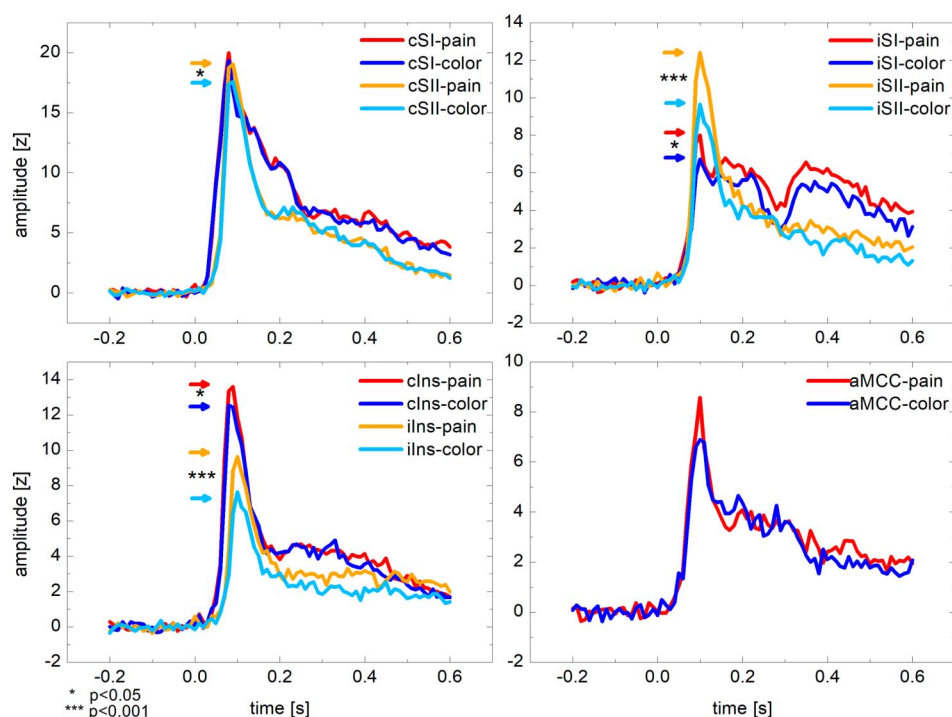 cSI-pain
cSI-color
cSII-pain
cSII-color
*
20
15
10
5
0
amplitude [z]
-0.2 0.0 0.2 0.4 0.6
iSI-pain
iSI-color
iSII-pain
iSII-color
***
*
14
12
10
8
6
4
2
0
-2
-0.2 0.0 0.2 0.4 0.6
cIns-pain
cIns-color
iIns-pain
iIns-color
*
***
14
12
10
8
6
4
2
0
-2
amplitude [z]
-0.2 0.0 0.2 0.4 0.6
time [s]
* p<0.05
*** p<0.001
aMCC-pain
aMCC-color
10
8
6
4
2
0
-2
-0.2 0.0 0.2 0.4 0.6
time [s]